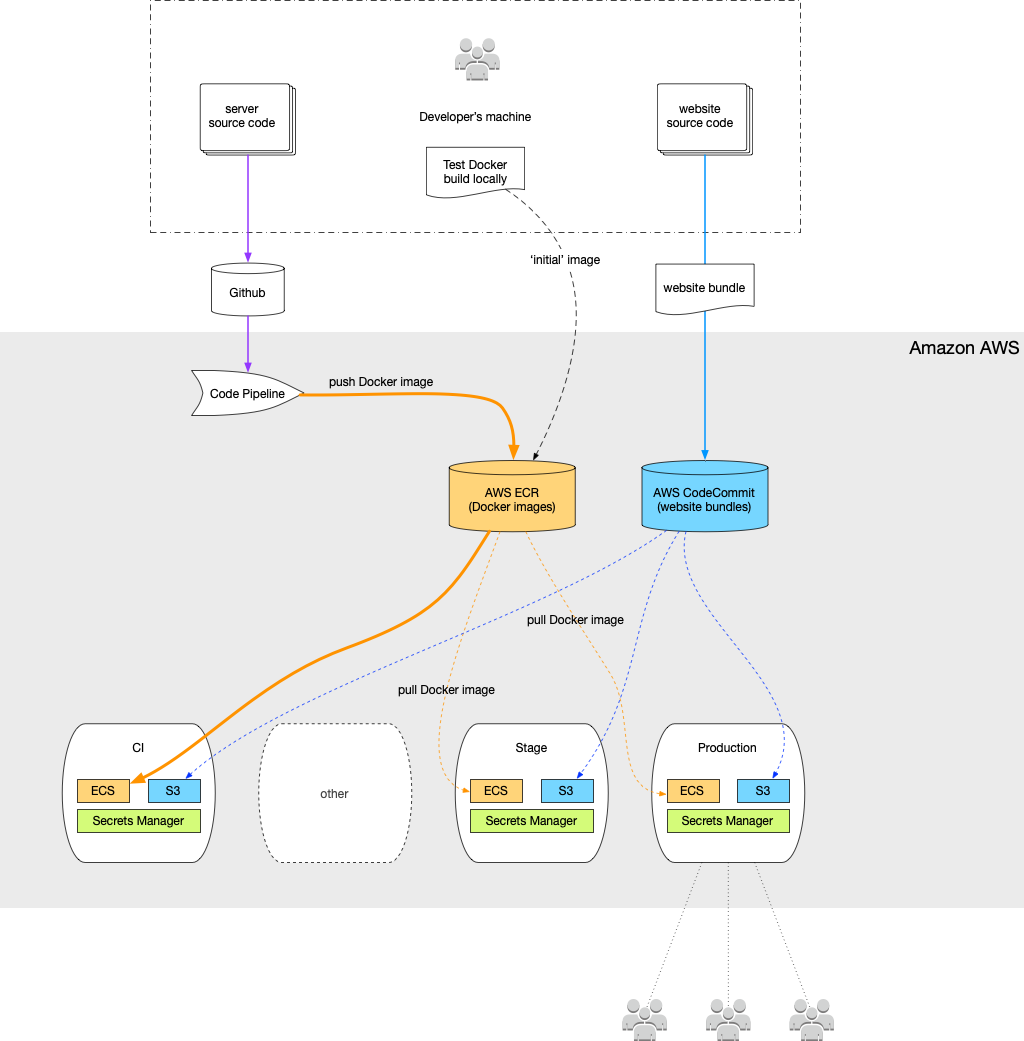 server
source code
Developer's machine
website
source code
Test Docker
build locally
'initial' image
Github
website bundle
Amazon AWS
Code Pipeline
push Docker image
AWS ECR
(Docker images)
AWS CodeCommit
(website bundles)
pull Docker image
pull Docker image
CI
ECS
S3
Secrets Manager
other
Stage
ECS
S3
Secrets Manager
Production
ECS
S3
Secrets Manager